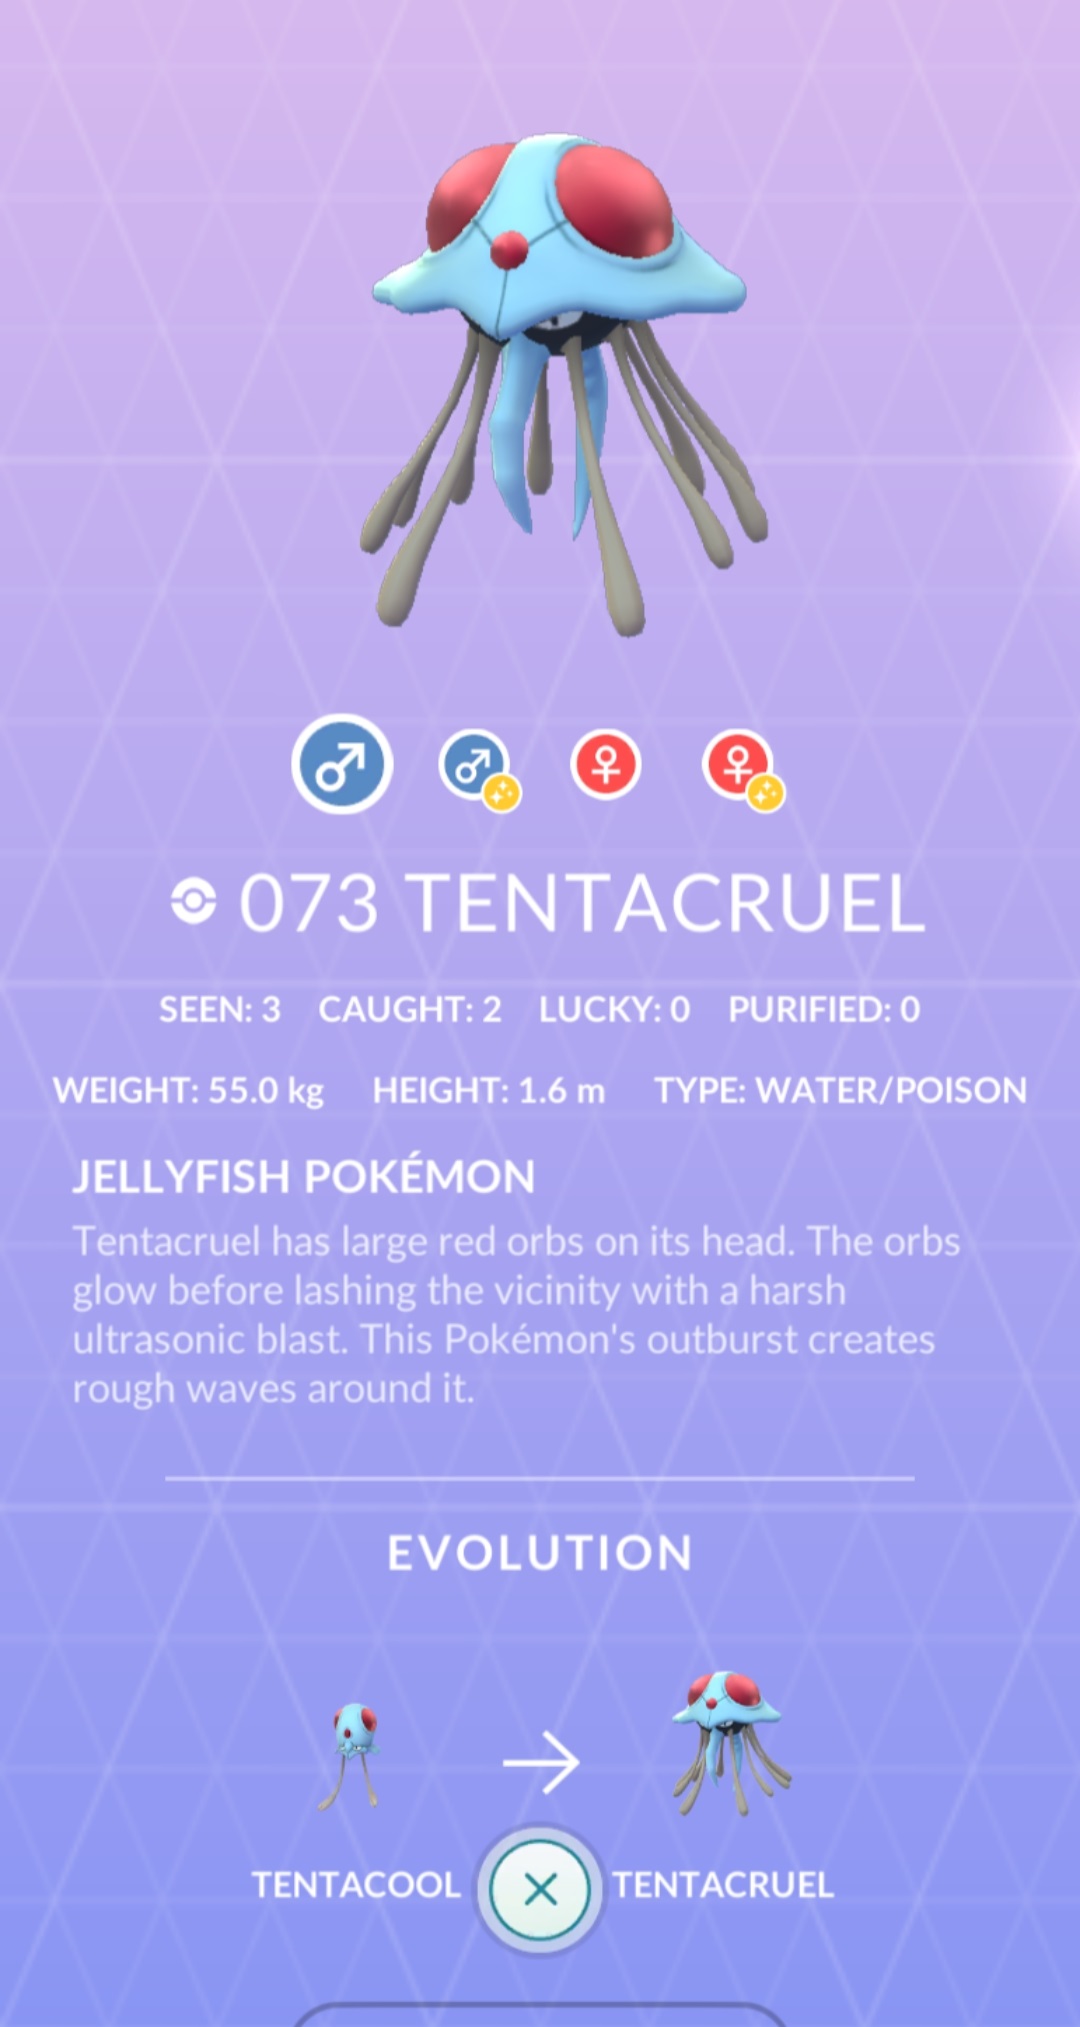 073 TENTACRUEL
SEEN: 3 CAUGHT: 2 LUCKY: 0 PURIFIED: 0
WEIGHT: 55.0 kg HEIGHT: 1.6 m TYPE: WATER/POISON
JELLYFISH POKÉMON
Tentacruel has large red orbs on its head. The orbs
glow before lashing the vicinity with a harsh
ultrasonic blast. This Pokémon's outburst creates
rough waves around it.
EVOLUTION
TENTACOOL TENTACRUEL